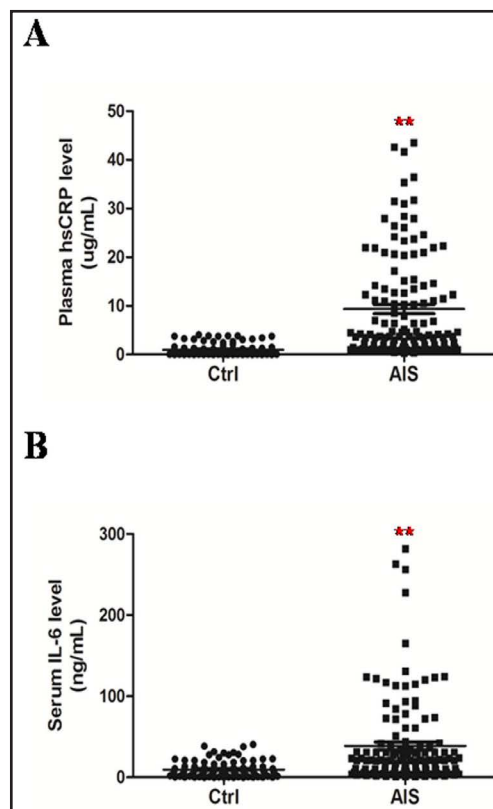 A
Plasma hsCRP level
(ug/mL)
50
40
30
20
10
0
**
Ctrl
AIS
B
Serum IL-6 level
(ng/mL)
300
200
100
0
**
Ctrl
AIS